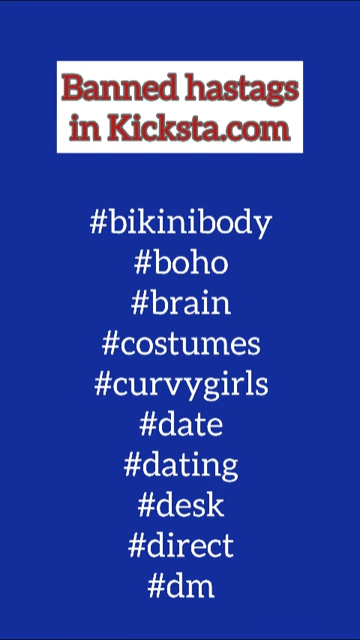 Banned hastags
in Kicksta.com
#bikinibody
#boho
#brain
#costumes
#curvygirls
#date
#dating
#desk
#direct
#dm